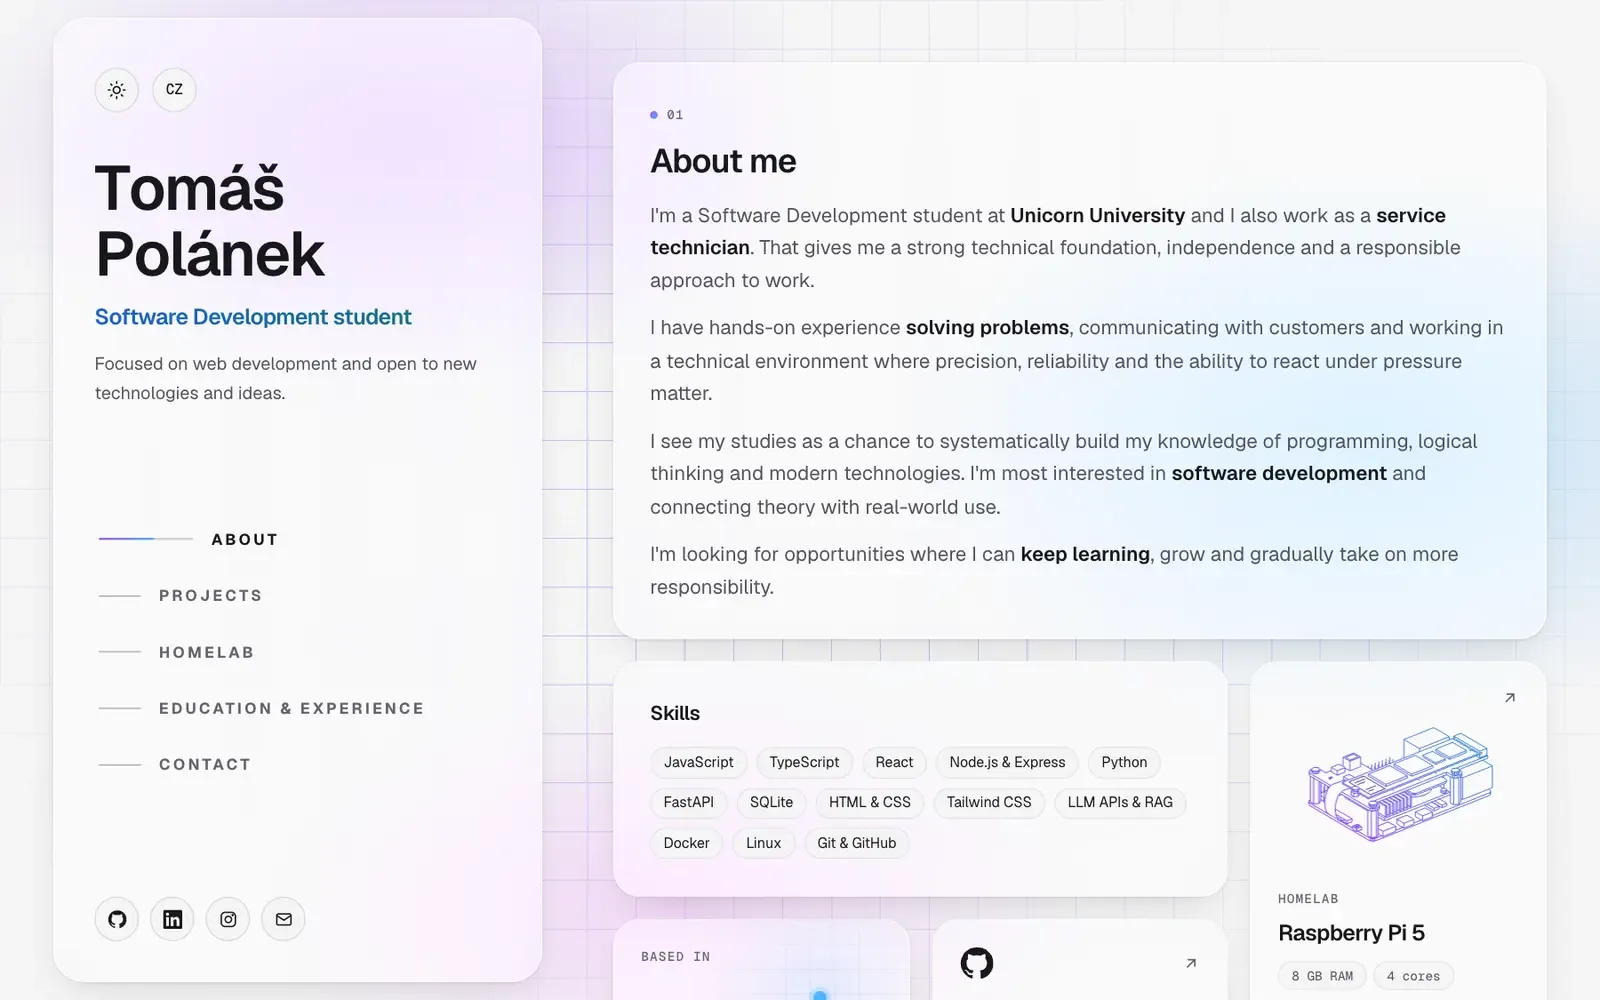 CZ
Tomáš
Polánek
Software Development student
Focused on web development and open to new
technologies and ideas.
ABOUT
PROJECTS
HOMELAB
EDUCATION & EXPERIENCE
CONTACT
01
About me
I'm a Software Development student at Unicorn University and I also work as a service
technician. That gives me a strong technical foundation, independence and a responsible
approach to work.
I have hands-on experience solving problems, communicating with customers and working in
a technical environment where precision, reliability and the ability to react under pressure
matter.
I see my studies as a chance to systematically build my knowledge of programming, logical
thinking and modern technologies. I'm most interested in software development and
connecting theory with real-world use.
I'm looking for opportunities where I can keep learning, grow and gradually take on more
responsibility.
Skills
JavaScript TypeScript React Node.js & Express Python
FastAPI SQLite HTML & CSS Tailwind CSS LLM APIs & RAG
Docker Linux Git & GitHub
HOMELAB
Raspberry Pi 5
8 GB RAM 4 cores
BASED IN